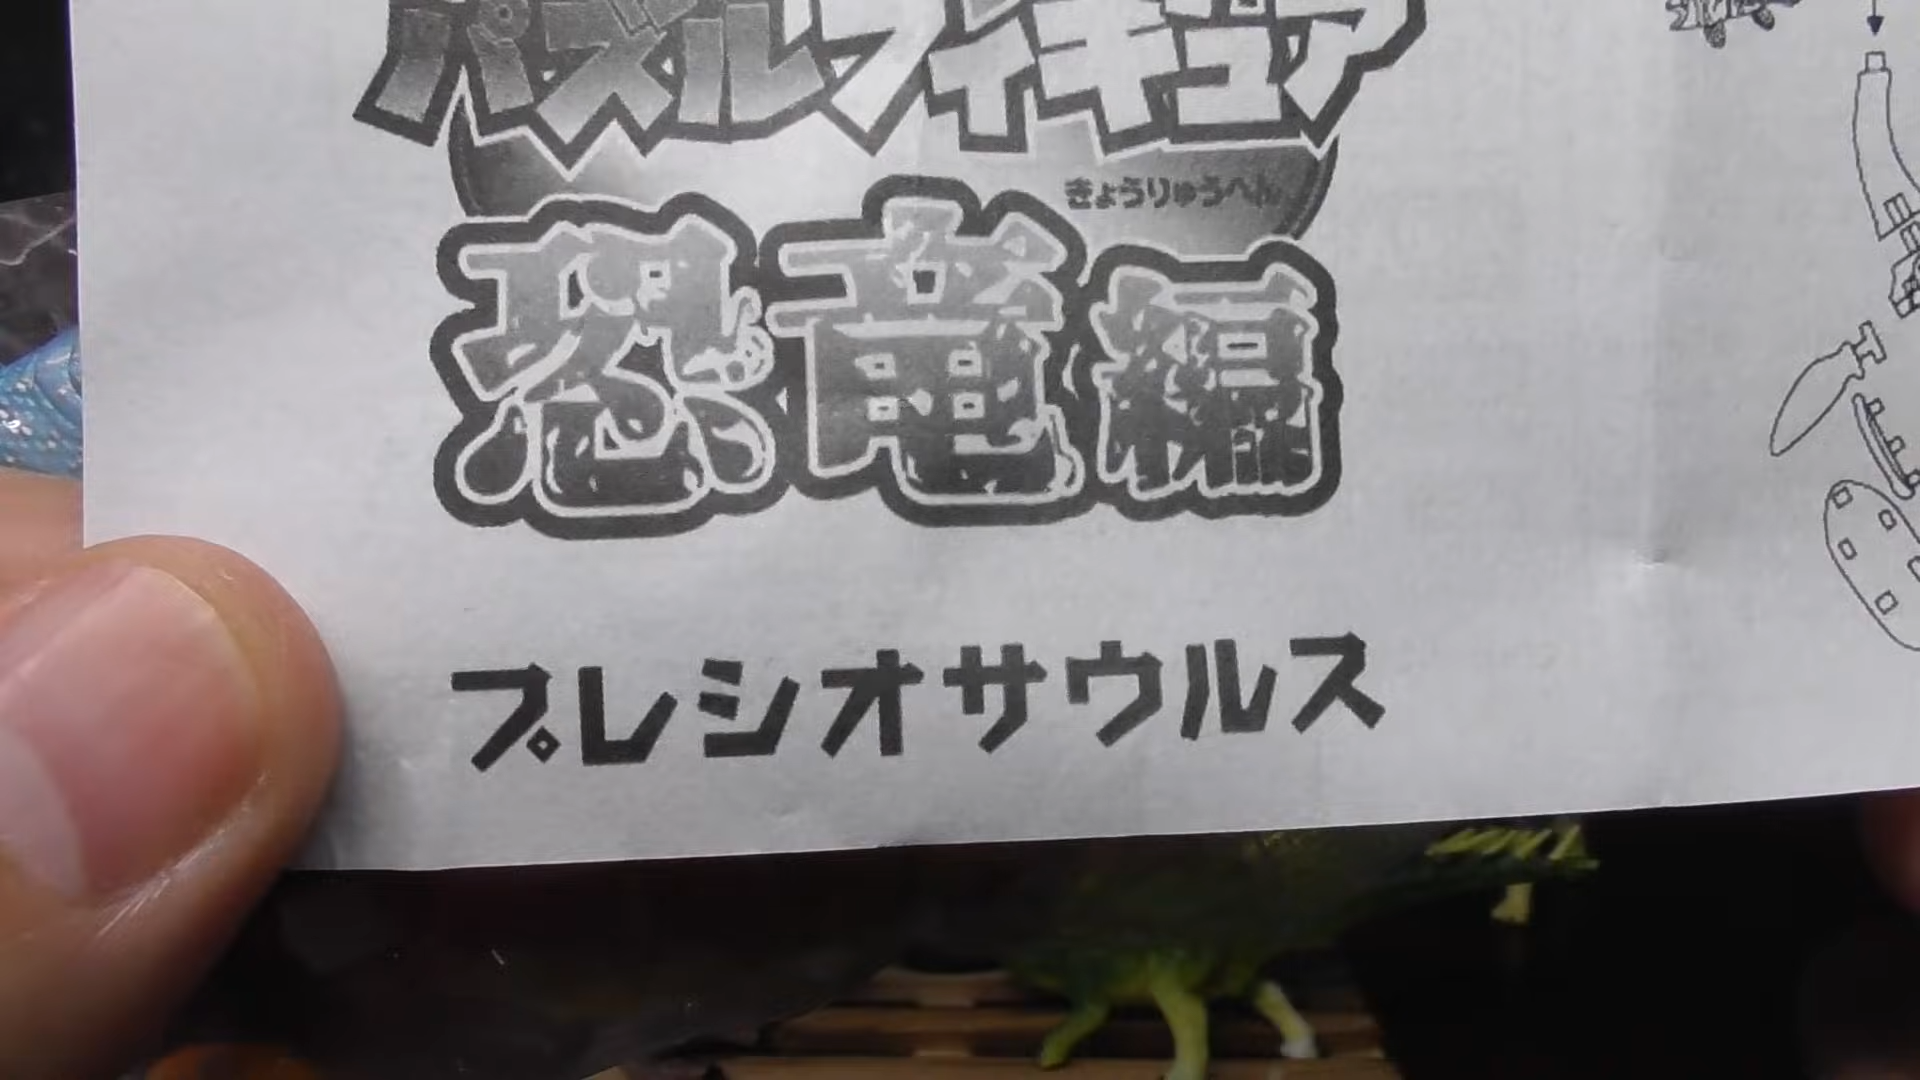 パズルフィギュア
きょうりゅうへん
恐竜編
プレシオサウルス